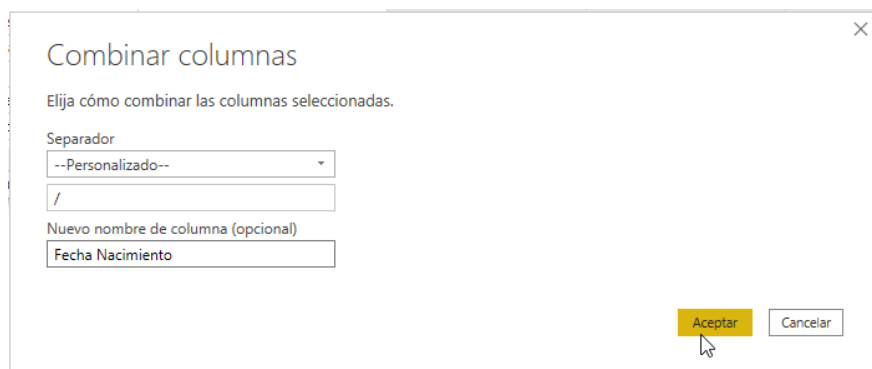 Combinar columnas
Elija cómo combinar las columnas seleccionadas.
Separador
--Personalizado--
/
Nuevo nombre de columna (opcional)
Fecha Nacimiento
Aceptar Cancelar